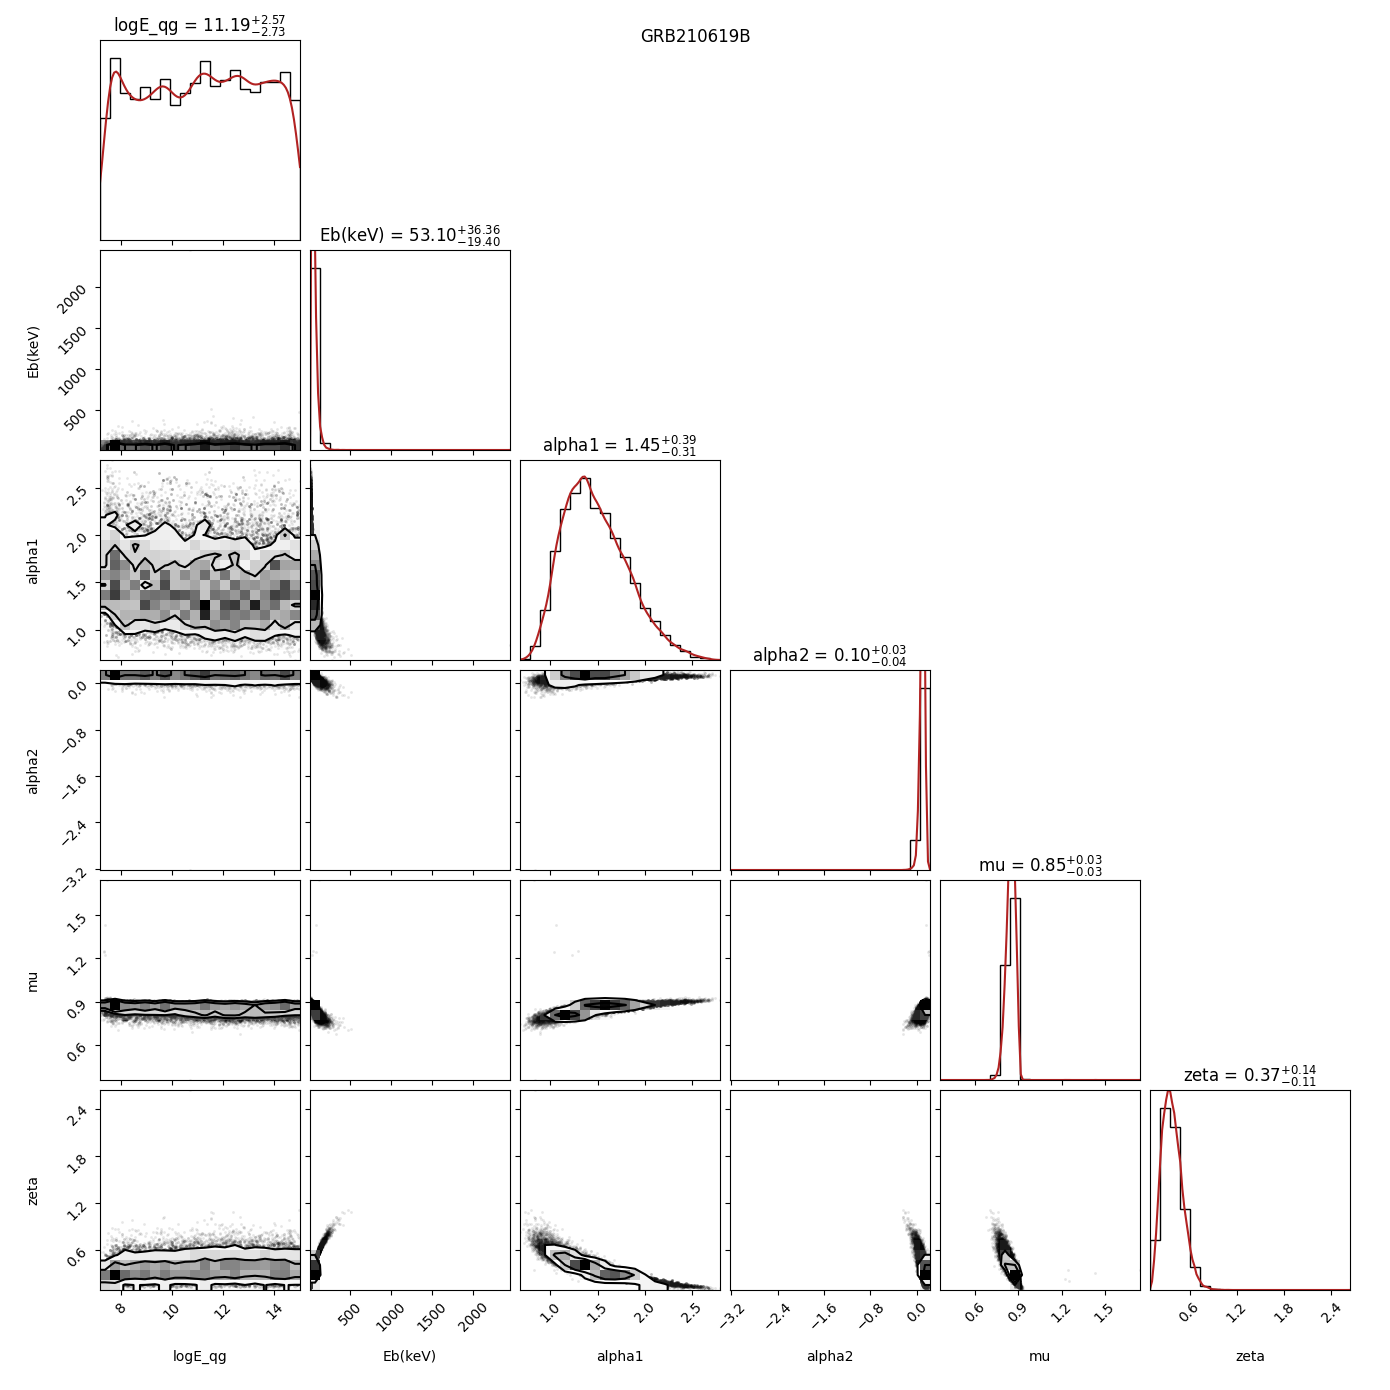 GRB210619B
logE_qg = 11.19+2.57−2.73
Eb(keV) = 53.10+36.36−19.40
Eb(keV)
2000
1500
1000
500
alpha1 = 1.45+0.39−0.31
alpha1
2.5
2.0
1.5
1.0
alpha2 = 0.10+0.03−0.04
alpha2
0.0
−0.8
−1.6
−2.4
−3.2
mu = 0.85+0.03−0.03
mu
1.5
1.2
0.9
0.6
zeta = 0.37+0.14−0.11
zeta
2.4
1.8
1.2
0.6
8 10 12 14
500 1000 1500 2000
1.0 1.5 2.0 2.5
−3.2 −2.4 −1.6 −0.8 0.0
0.6 0.9 1.2 1.5
0.6 1.2 1.8 2.4
logE_qg Eb(keV) alpha1 alpha2 mu zeta